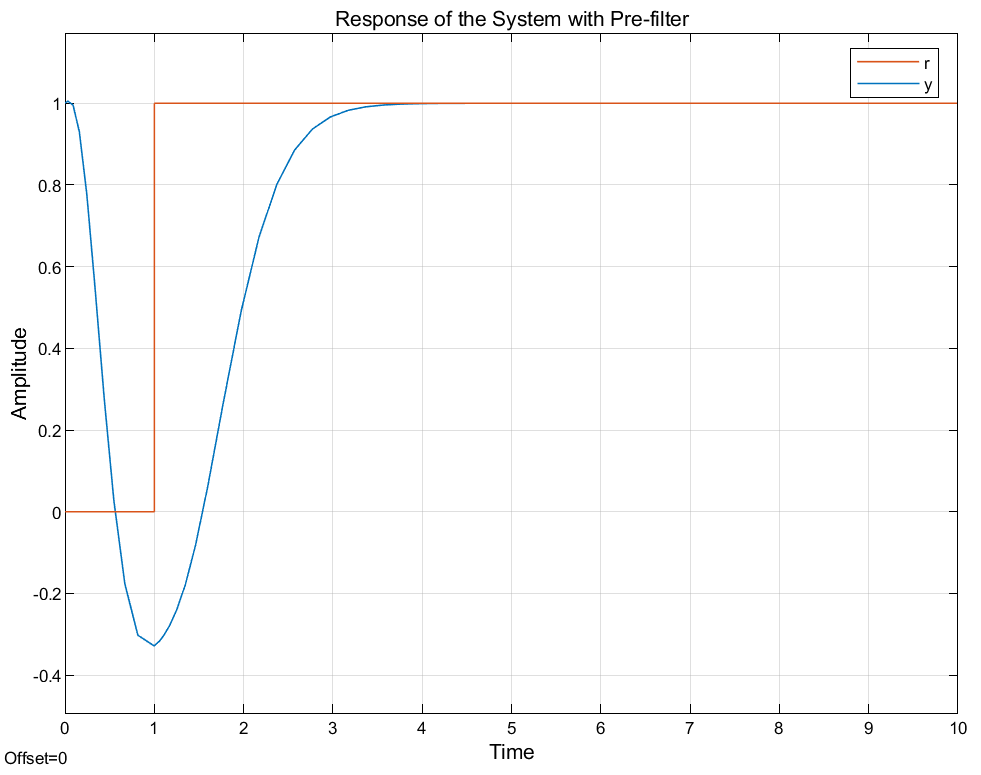 Response of the System with Pre-filter
r
y
1
0.8
0.6
0.4
0.2
0
-0.2
-0.4
Amplitude
0 1 2 3 4 5 6 7 8 9 10
Time
Offset=0